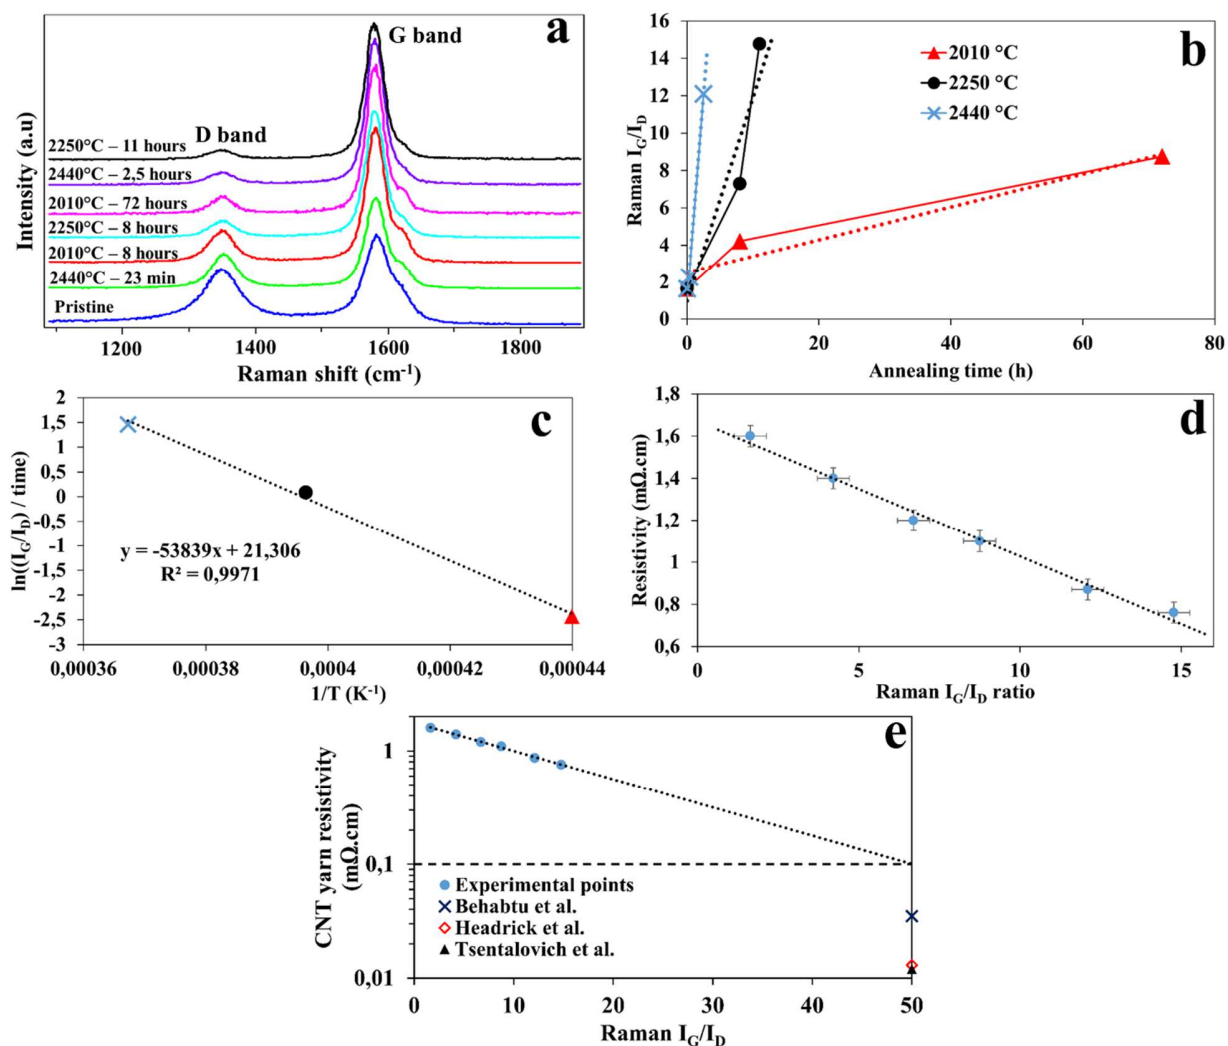 a
G band
D band
2250°C – 11 hours
2440°C – 2,5 hours
2010°C – 72 hours
2250°C – 8 hours
2010°C – 8 hours
2440°C – 23 min
Pristine
Intensity (a.u)
1200 1400 1600 1800
Raman shift (cm⁻¹)
b
16
14
12
10
8
6
4
2
0
Raman I_G/I_D
2010 °C
2250 °C
2440 °C
0 20 40 60 80
Annealing time (h)
c
2
1,5
1
0,5
0
-0,5
-1
-1,5
-2
-2,5
-3
ln((I_G/I_D) / time)
y = -53839x + 21,306
R² = 0,9971
0,00036 0,00038 0,0004 0,00042 0,00044
1/T (K⁻¹)
d
1,8
1,6
1,4
1,2
1
0,8
0,6
Resistivity (mΩ.cm)
0 5 10 15
Raman I_G/I_D ratio
e
1
0,1
0,01
CNT yarn resistivity
(mΩ.cm)
Experimental points
Behabtu et al.
Headrick et al.
Tsentalovich et al.
0 10 20 30 40 50
Raman I_G/I_D